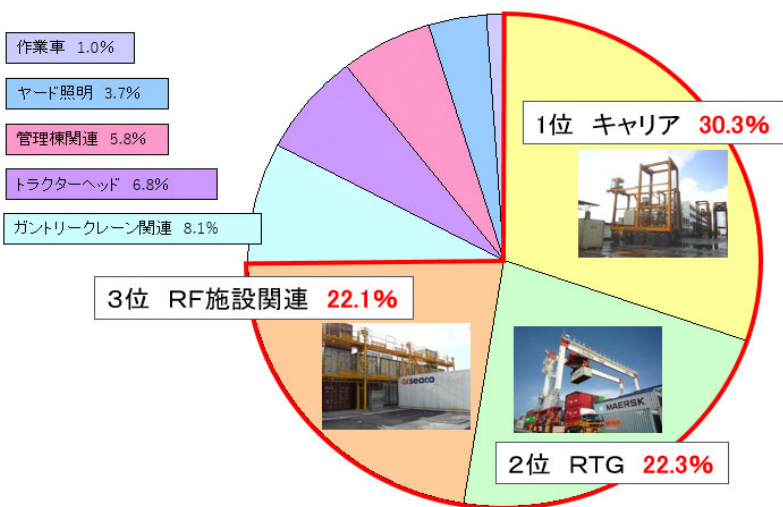 作業車 1.0%
ヤード照明 3.7%
管理棟関連 5.8%
トラクターヘッド 6.8%
ガントリークレーン関連 8.1%
1位 キャリア 30.3%
3位 RF施設関連 22.1%
seaco
MAERSK
2位 RTG 22.3%